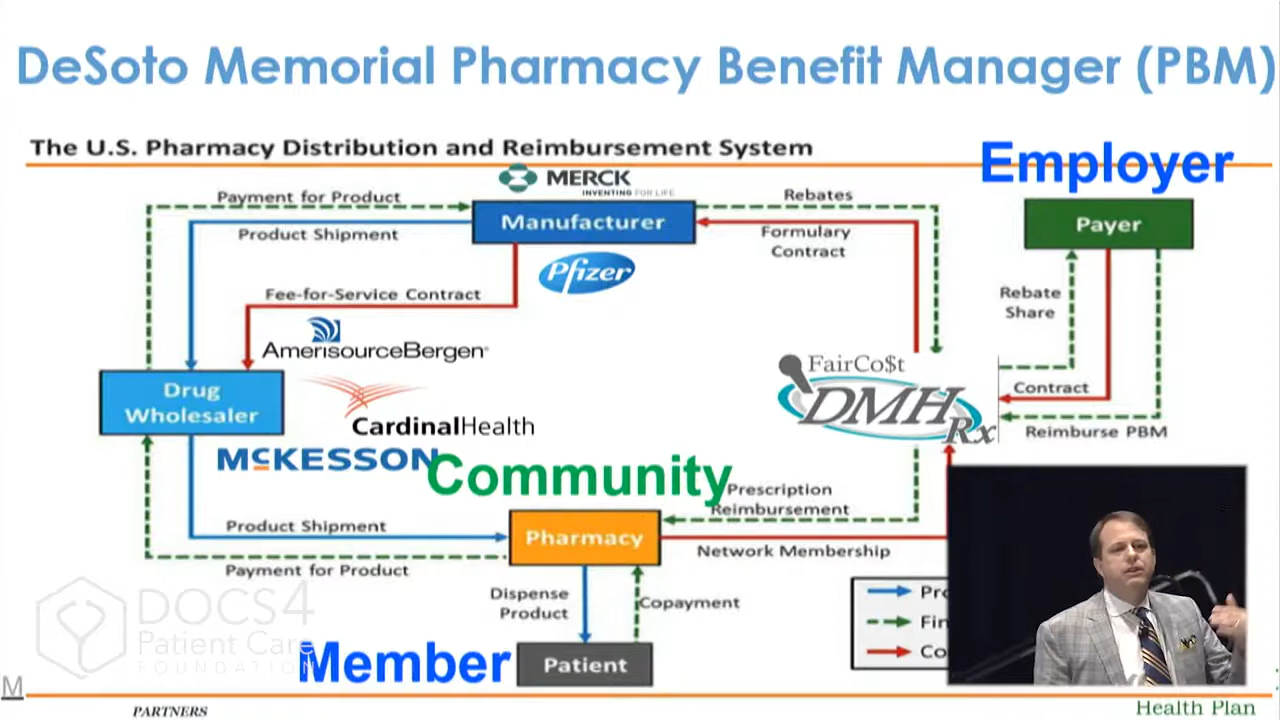 DeSoto Memorial Pharmacy Benefit Manager (PBM)
The U.S. Pharmacy Distribution and Reimbursement System
Employer
MERCK
INVENTING FOR LIFE
Payment for Product
Rebates
Manufacturer
Payer
Product Shipment
Formulary
Contract
Pfizer
Fee-for-Service Contract
Rebate
Share
AmerisourceBergen
FairCo$t
DMH
Rx
Drug
Wholesaler
Contract
CardinalHealth
Reimburse PBM
MCKESSON
Community
Prescription
Reimbursement
Product Shipment
Pharmacy
Network Membership
Payment for Product
Dispense
Product
Copayment
Pro
Fin
Co
DOCS4
Patient Care
FOUNDATION
Member
Patient
M
PARTNERS
Health Plan